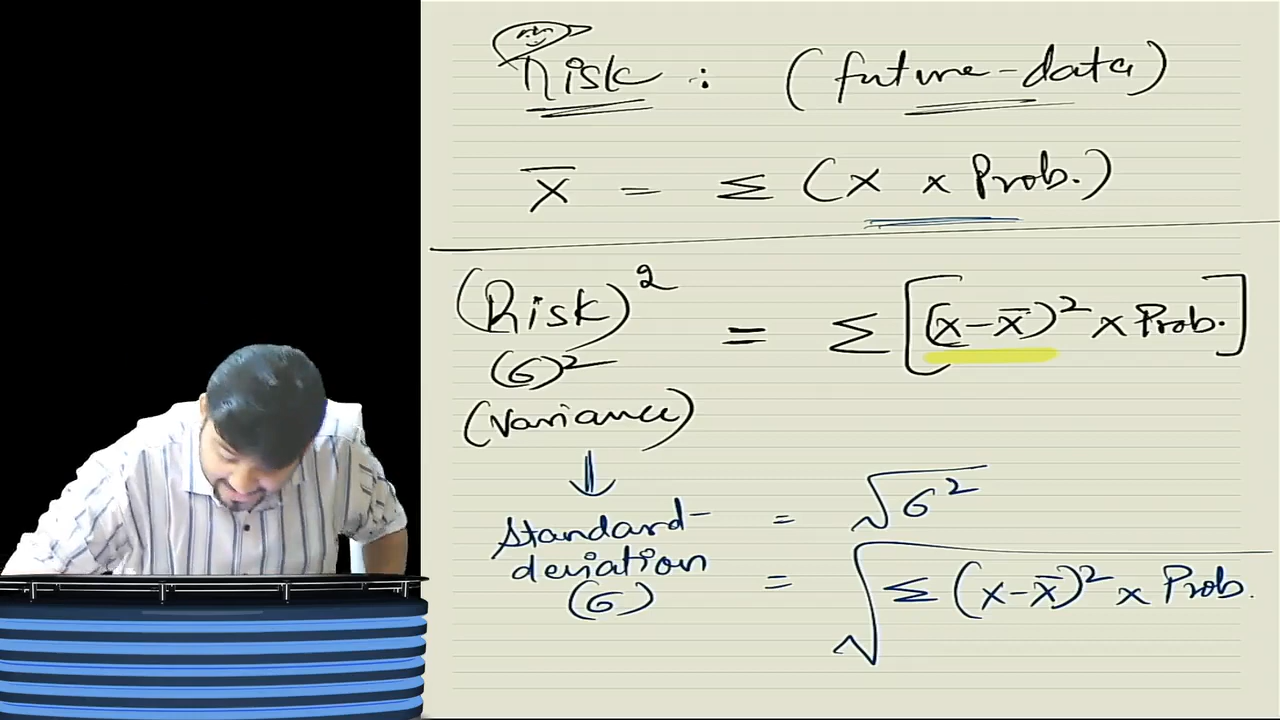 Risk : (future-data)
x̄ = Σ (x × Prob.)
(Risk)² = Σ [(x-x̄)² × Prob.]
(σ)²
(variance)
↓
Standard- = √σ²
deviation = √Σ (x-x̄)² × Prob.
(σ)